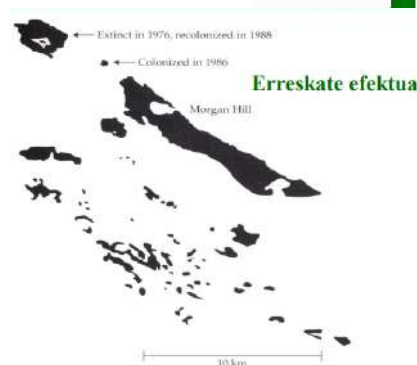 Extinct in 1976, recolonized in 1988
Colonized in 1986
Erreskate efektua
Morgan Hill
10 km